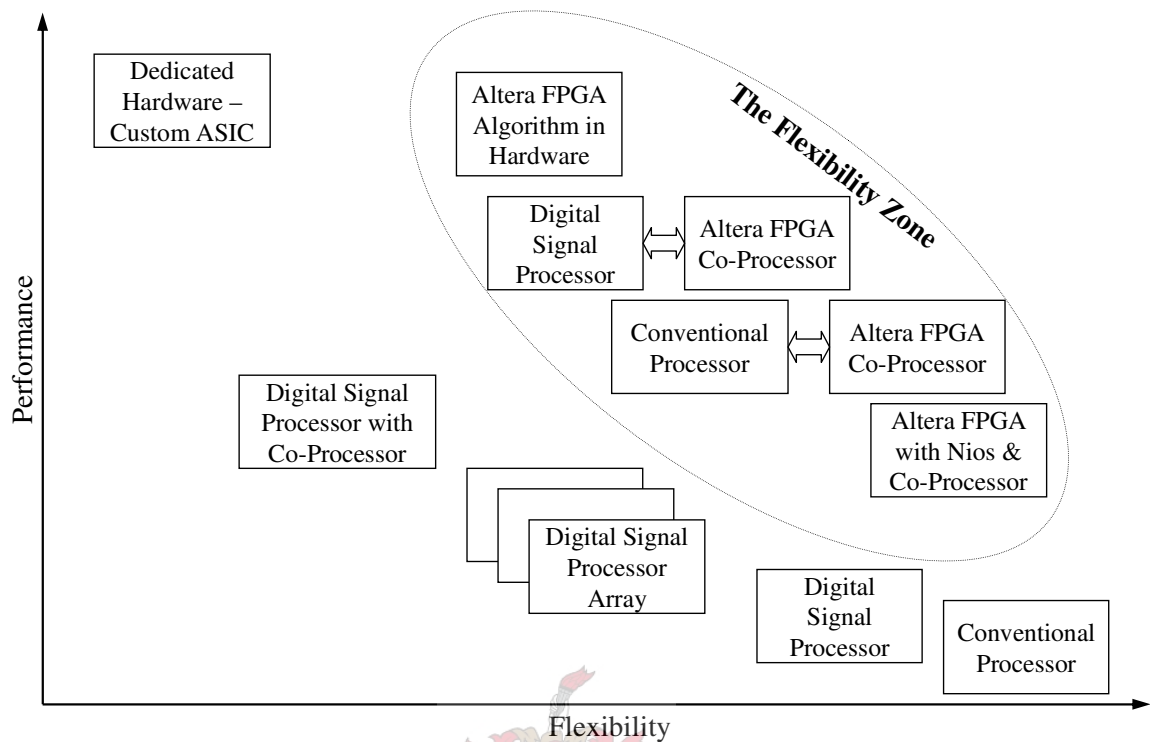 Dedicated
Hardware –
Custom ASIC
Altera FPGA
Algorithm in
Hardware
The Flexibility Zone
Digital
Signal
Processor
Altera FPGA
Co-Processor
Conventional
Processor
Altera FPGA
Co-Processor
Performance
Digital Signal
Processor with
Co-Processor
Altera FPGA
with Nios &
Co-Processor
Digital Signal
Processor
Array
Digital
Signal
Processor
Conventional
Processor
Flexibility